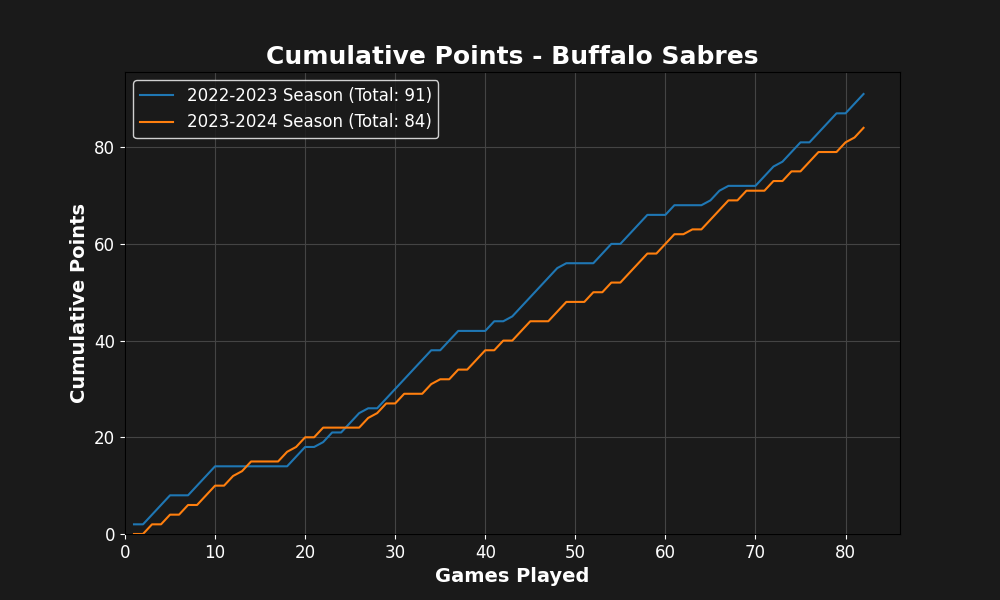 Cumulative Points - Buffalo Sabres
2022-2023 Season (Total: 91)
2023-2024 Season (Total: 84)
Cumulative Points
80
60
40
20
0
0 10 20 30 40 50 60 70 80
Games Played